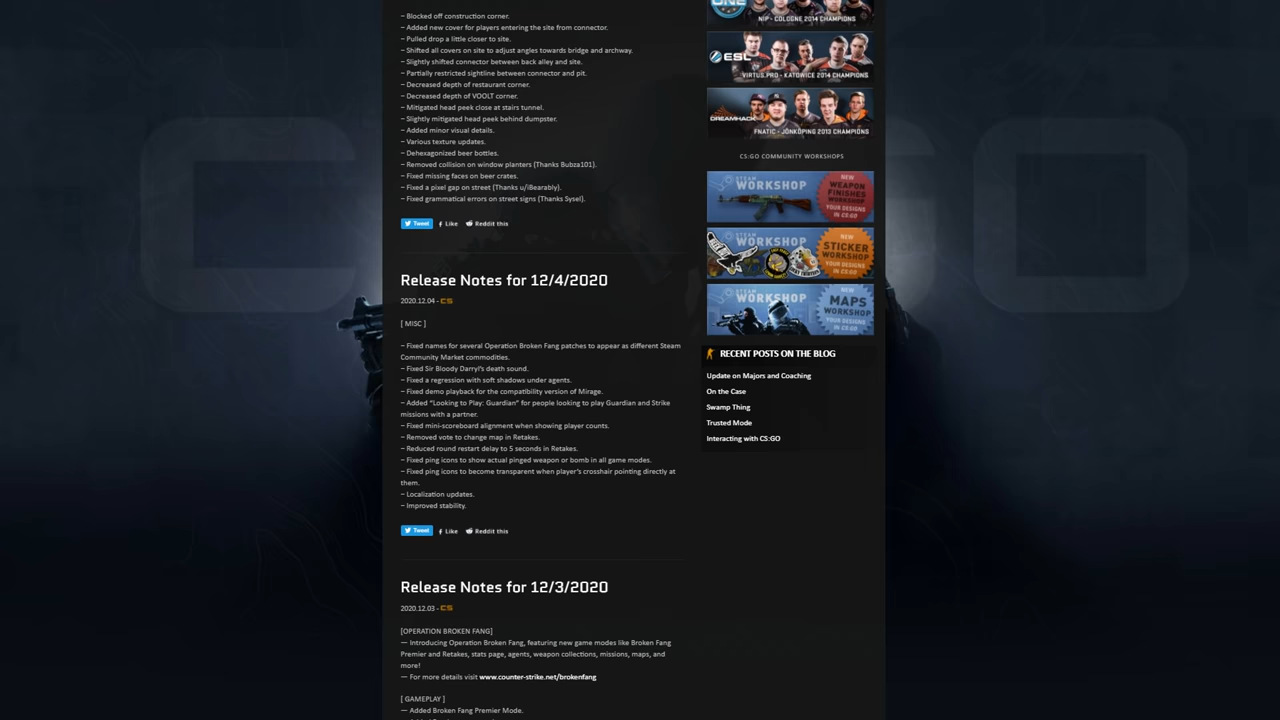 – Blocked off construction corner.
– Added new cover for players entering the site from connector.
– Pulled drop a little closer to site.
– Shifted all covers on site to adjust angles towards bridge and archway.
– Slightly shifted connector between back alley and site.
– Partially restricted sightline between connector and pit.
– Decreased depth of restaurant corner.
– Decreased depth of VOOLT corner.
– Mitigated head peek close at stairs tunnel.
– Slightly mitigated head peek behind dumpster.
– Added minor visual details.
– Various texture updates.
– Dehexagonized beer bottles.
– Removed collision on window planters (Thanks Bubza101).
– Fixed missing faces on beer crates.
– Fixed a pixel gap on street (Thanks u/iBearably).
– Fixed grammatical errors on street signs (Thanks Sysel).
Tweet Like Reddit this
Release Notes for 12/4/2020
2020.12.04 - CS
[ MISC ]
– Fixed names for several Operation Broken Fang patches to appear as different Steam
Community Market commodities.
– Fixed Sir Bloody Darryl's death sound.
– Fixed a regression with soft shadows under agents.
– Fixed demo playback for the compatibility version of Mirage.
– Added “Looking to Play: Guardian” for people looking to play Guardian and Strike
missions with a partner.
– Fixed mini-scoreboard alignment when showing player counts.
– Removed vote to change map in Retakes.
– Reduced round restart delay to 5 seconds in Retakes.
– Fixed ping icons to show actual pinged weapon or bomb in all game modes.
– Fixed ping icons to become transparent when player's crosshair pointing directly at
them.
– Localization updates.
– Improved stability.
Tweet Like Reddit this
Release Notes for 12/3/2020
2020.12.03 - CS
[OPERATION BROKEN FANG]
— Introducing Operation Broken Fang, featuring new game modes like Broken Fang
Premier and Retakes, stats page, agents, weapon collections, missions, maps, and
more!
— For more details visit www.counter-strike.net/brokenfang
[ GAMEPLAY ]
— Added Broken Fang Premier Mode.
ONE
NIP - COLOGNE 2014 CHAMPIONS
ESL
VIRTUS.PRO - KATOWICE 2014 CHAMPIONS
DREAMHACK
FNATIC - JONKOPING 2013 CHAMPIONS
CS:GO COMMUNITY WORKSHOPS
STEAM
WORKSHOP
NEW
WEAPON
FINISHES
WORKSHOP
YOUR DESIGNS
IN CS:GO
STEAM
WORKSHOP
NEW
STICKER
WORKSHOP
YOUR DESIGNS
IN CS:GO
STEAM
WORKSHOP
NEW
MAPS
WORKSHOP
YOUR DESIGNS
IN CS:GO
RECENT POSTS ON THE BLOG
Update on Majors and Coaching
On the Case
Swamp Thing
Trusted Mode
Interacting with CS:GO